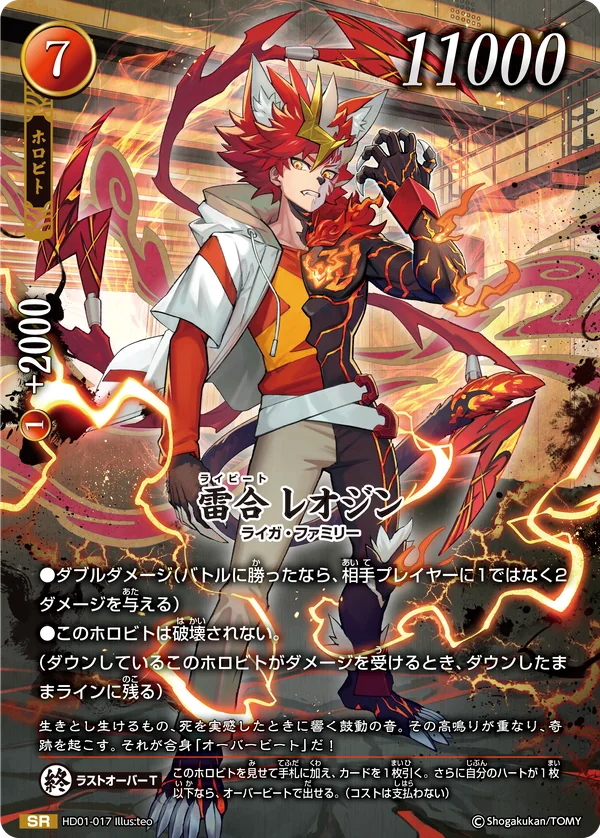 7
11000
ホロビト
1 +2000
ライビート
雷合 レオジン
ライガ・ファミリー
●ダブルダメージ(バトルに勝ったなら、相手プレイヤーに1ではなく2
ダメージを与える)
●このホロビトは破壊されない。
(ダウンしているこのホロビトがダメージを受けるとき、ダウンしたま
まラインに残る)
生きとし生けるもの、死を実感したときに響く鼓動の音。その高鳴りが重なり、奇
跡を起こす。それが合身「オーバービート」だ!
終 ラストオーバーT
このホロビトを見せて手札に加え、カードを1枚引く。さらに自分のハートが1枚
以下なら、オーバービートで出せる。(コストは支払わない)
SR HD01-017 Illus:teo
© Shogakukan/TOMY